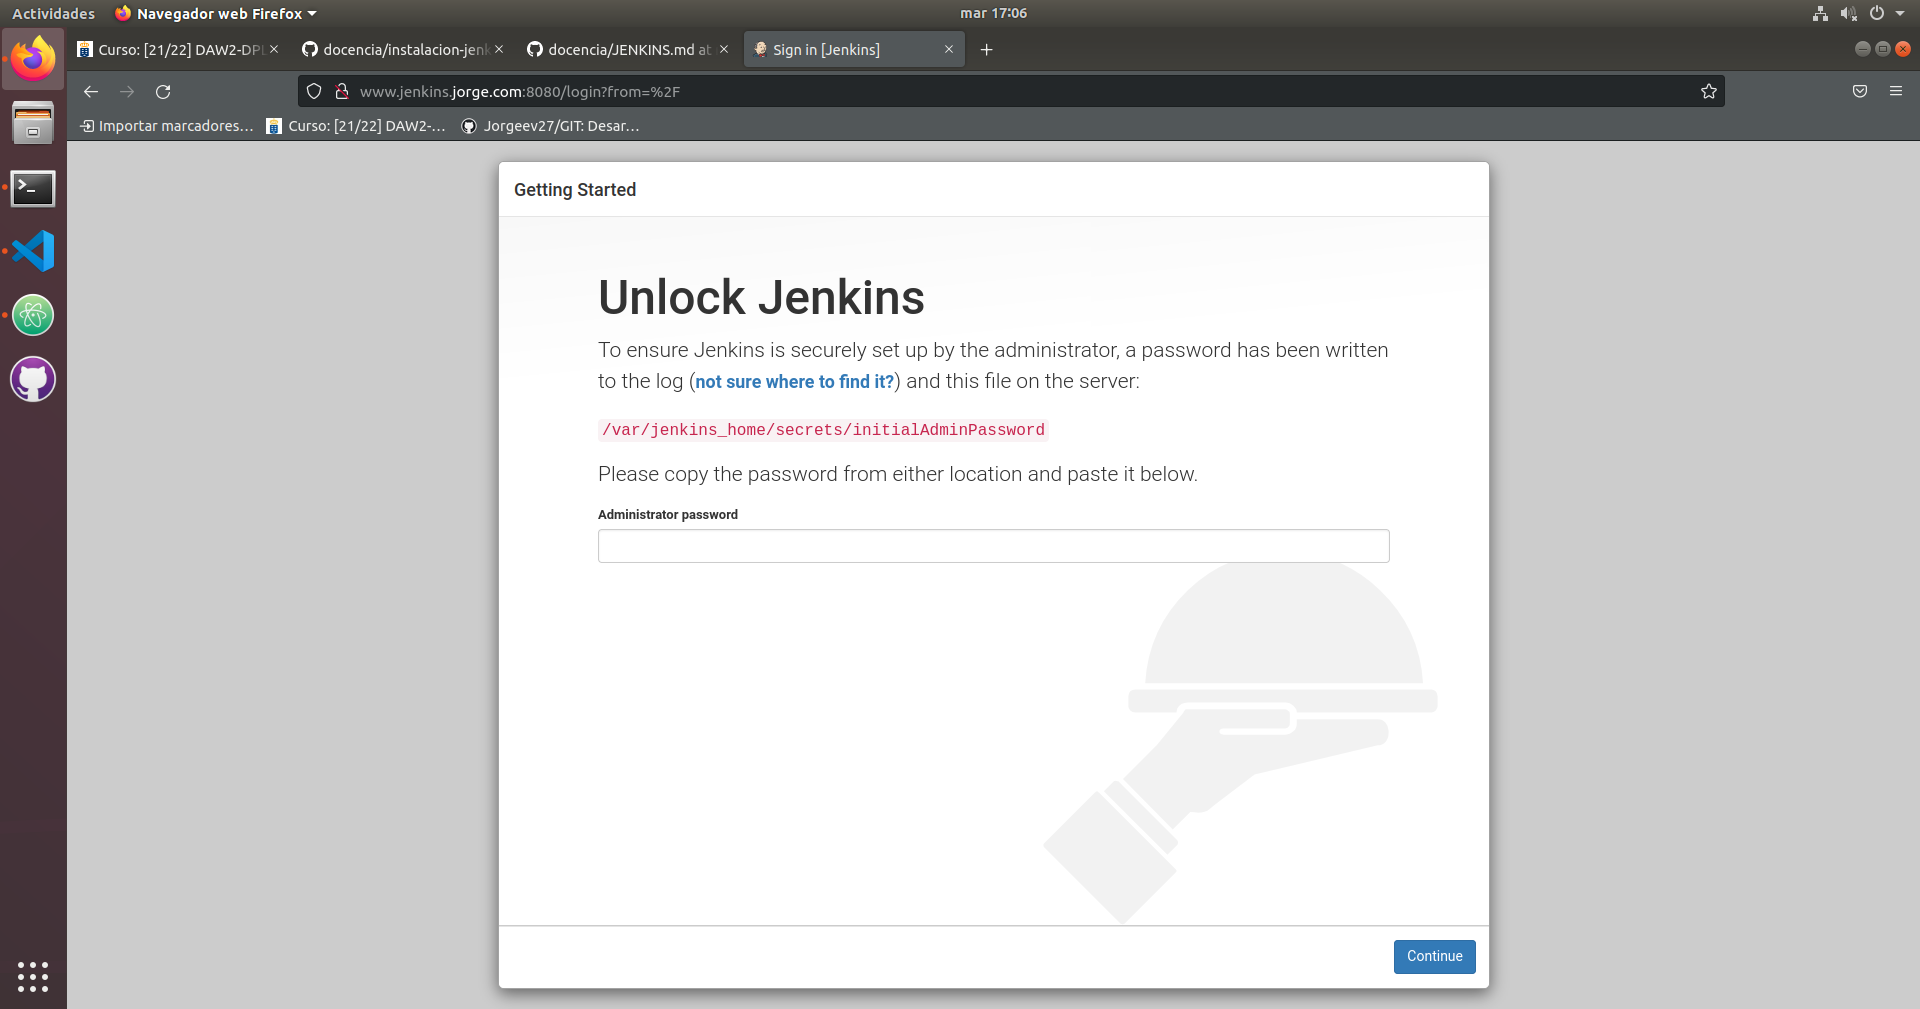 Actividades
Navegador web Firefox
mar 17:06
Curso: [21/22] DAW2-DPL
docencia/instalacion-jenk
docencia/JENKINS.md at
Sign in [Jenkins]
www.jenkins.jorge.com:8080/login?from=%2F
Importar marcadores…
Curso: [21/22] DAW2-…
Jorgeev27/GIT: Desar…
Getting Started
Unlock Jenkins
To ensure Jenkins is securely set up by the administrator, a password has been written
to the log (not sure where to find it?) and this file on the server:
/var/jenkins_home/secrets/initialAdminPassword
Please copy the password from either location and paste it below.
Administrator password
Continue